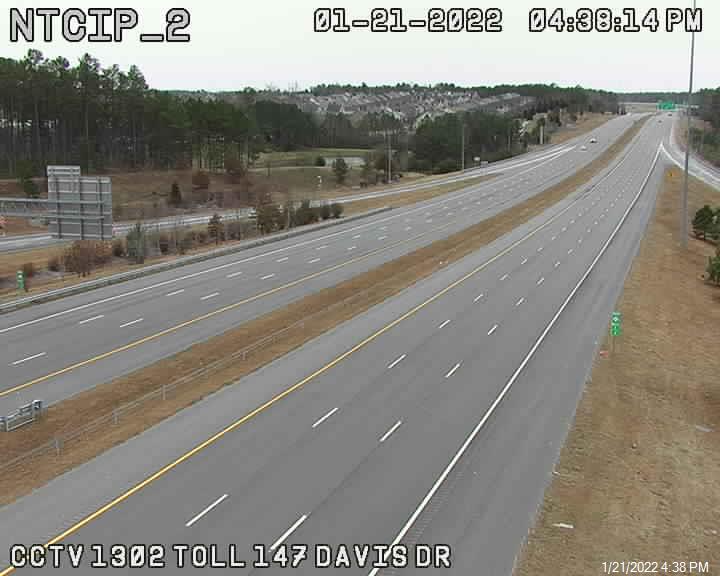 NTCIP_2 01-21-2022 04:38:14 PM
CCTV 1302 TOLL 147 DAVIS DR
1/21/2022 4:38 PM